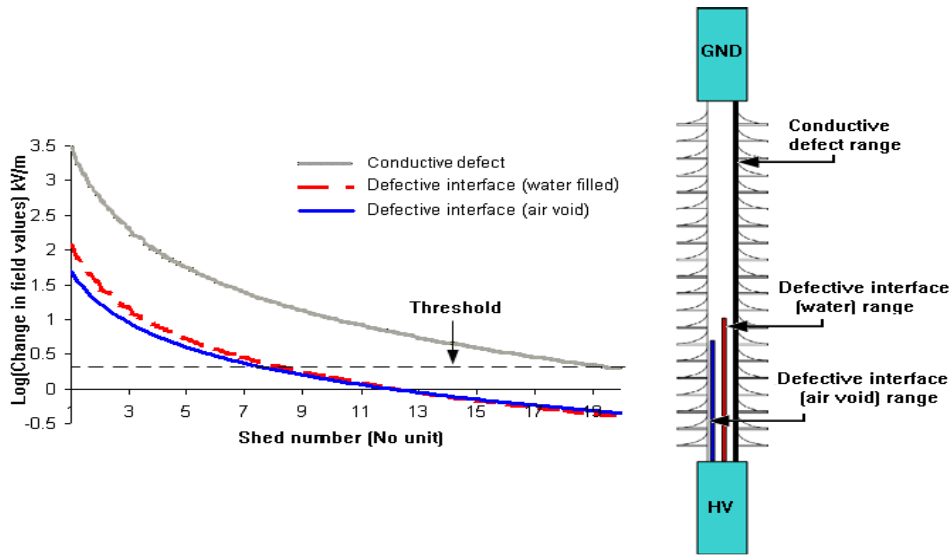 Log(Change in field values) kV/m
3.5
3
2.5
2
1.5
1
0.5
0
-0.5
1
3
5
7
9
11
13
15
17
19
Shed number (No unit)
Conductive defect
Defective interface (water filled)
Defective interface (air void)
Threshold
GND
Conductive
defect range
Defective interface
(water) range
Defective interface
(air void) range
HV